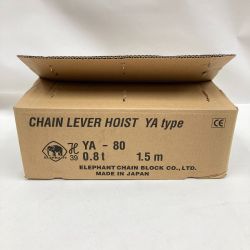 CHAIN LEVER HOIST YA type
CE
YA - 80
39
0.8t 1.5m
ELEPHANT CHAIN BLOCK CO., LTD.
MADE IN JAPAN